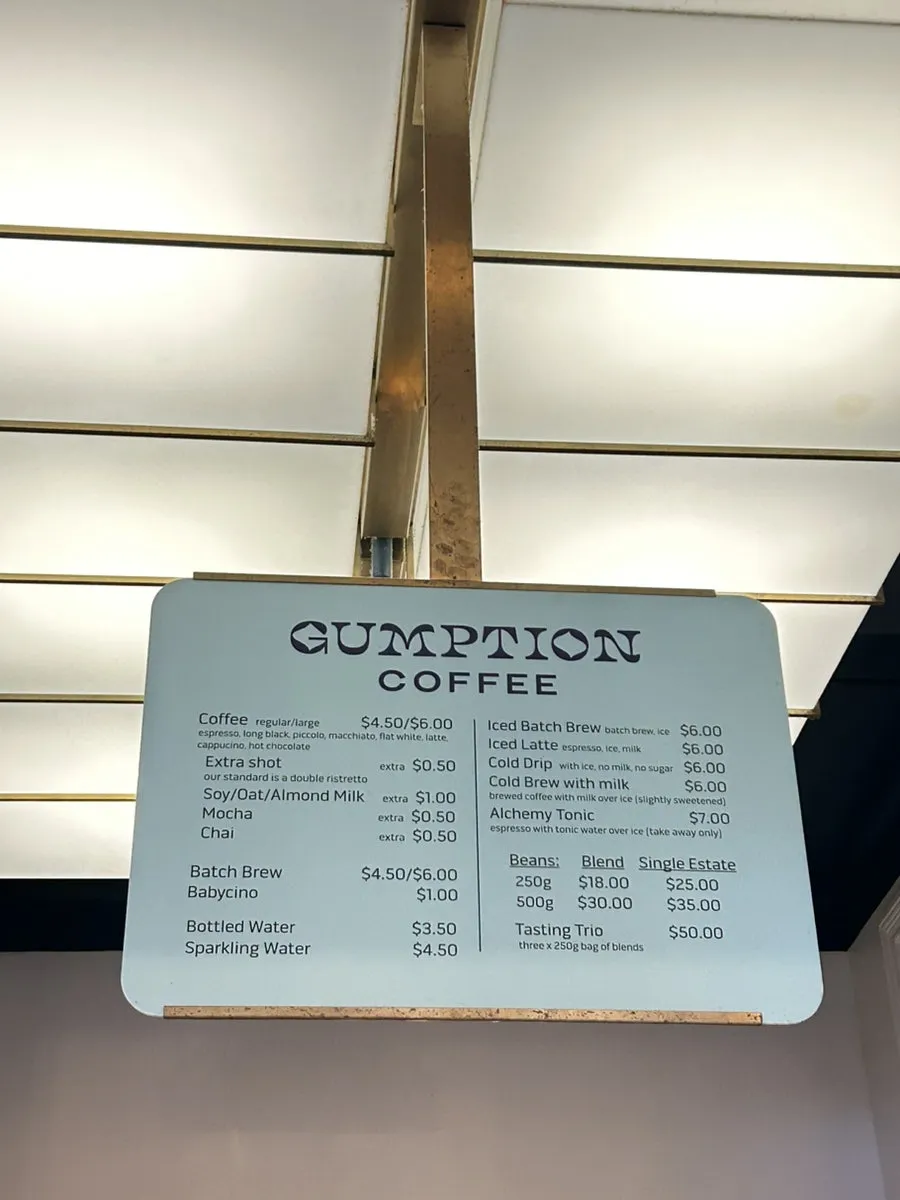 GUMPTION
COFFEE
Coffee regular/large $4.50/$6.00
espresso, long black, piccolo, macchiato, flat white, latte,
cappucino, hot chocolate
Extra shot extra $0.50
our standard is a double ristretto
Soy/Oat/Almond Milk extra $1.00
Mocha extra $0.50
Chai extra $0.50
Batch Brew $4.50/$6.00
Babycino $1.00
Bottled Water $3.50
Sparkling Water $4.50
Iced Batch Brew batch brew, ice $6.00
Iced Latte espresso, ice, milk $6.00
Cold Drip with ice, no milk, no sugar $6.00
Cold Brew with milk $6.00
brewed coffee with milk over ice (slightly sweetened)
Alchemy Tonic $7.00
espresso with tonic water over ice (take away only)
Beans: Blend Single Estate
250g $18.00 $25.00
500g $30.00 $35.00
Tasting Trio $50.00
three x 250g bag of blends